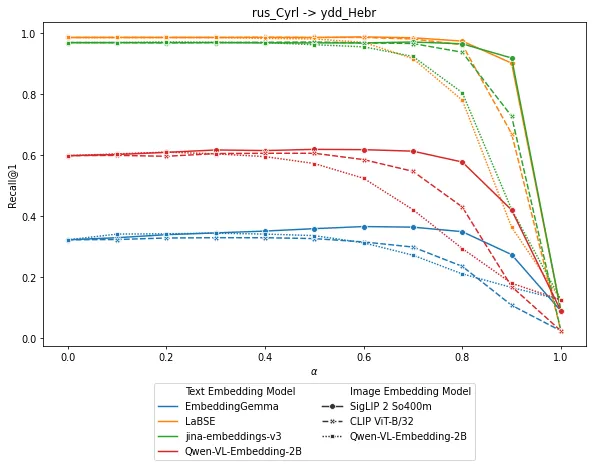 rus_Cyrl -> ydd_Hebr
1.0
0.8
0.6
0.4
0.2
0.0
Recall@1
0.0 0.2 0.4 0.6 0.8 1.0
α
Text Embedding Model
EmbeddingGemma
LaBSE
jina-embeddings-v3
Qwen-VL-Embedding-2B
Image Embedding Model
SigLIP 2 So400m
CLIP ViT-B/32
Qwen-VL-Embedding-2B